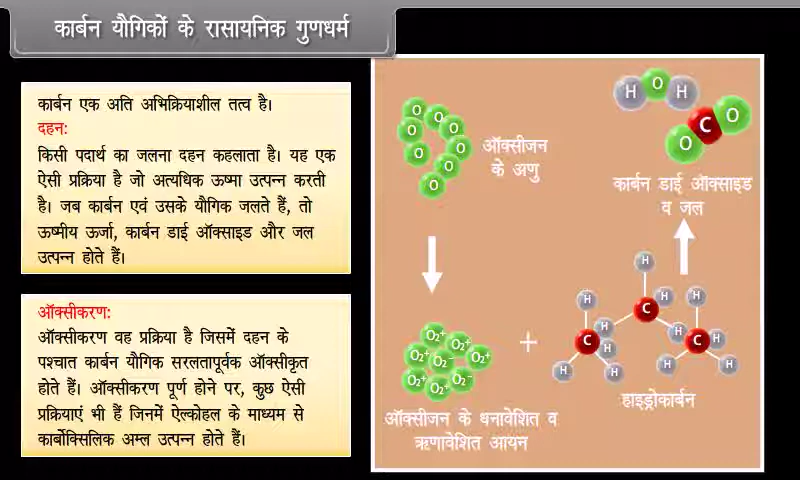 कार्बन यौगिकों के रासायनिक गुणधर्म
कार्बन एक अति अभिक्रियाशील तत्व है।
दहन:
किसी पदार्थ का जलना दहन कहलाता है। यह एक
ऐसी प्रक्रिया है जो अत्यधिक ऊष्मा उत्पन्न करती
है। जब कार्बन एवं उसके यौगिक जलते हैं, तो
ऊष्मीय ऊर्जा, कार्बन डाई ऑक्साइड और जल
उत्पन्न होते हैं।
ऑक्सीकरण:
ऑक्सीकरण वह प्रक्रिया है जिसमें दहन के
पश्चात कार्बन यौगिक सरलतापूर्वक ऑक्सीकृत
होते हैं। ऑक्सीकरण पूर्ण होने पर, कुछ ऐसी
प्रक्रियाएं भी हैं जिनमें ऐल्कोहल के माध्यम से
कार्बोक्सिलिक अम्ल उत्पन्न होते हैं।
O
O
O
O
O
O
O
O
ऑक्सीजन
के अणु
H O H
C O
O
कार्बन डाई ऑक्साइड
व जल
O₂⁺
O₂⁺ O₂⁺
O₂⁻ O₂⁺
O₂⁺ O₂⁺ O₂⁻
+
H
H C H H
H H
C H C H
H H H H
ऑक्सीजन के धनावेशित व
ऋणावेशित आयन
हाइड्रोकार्बन